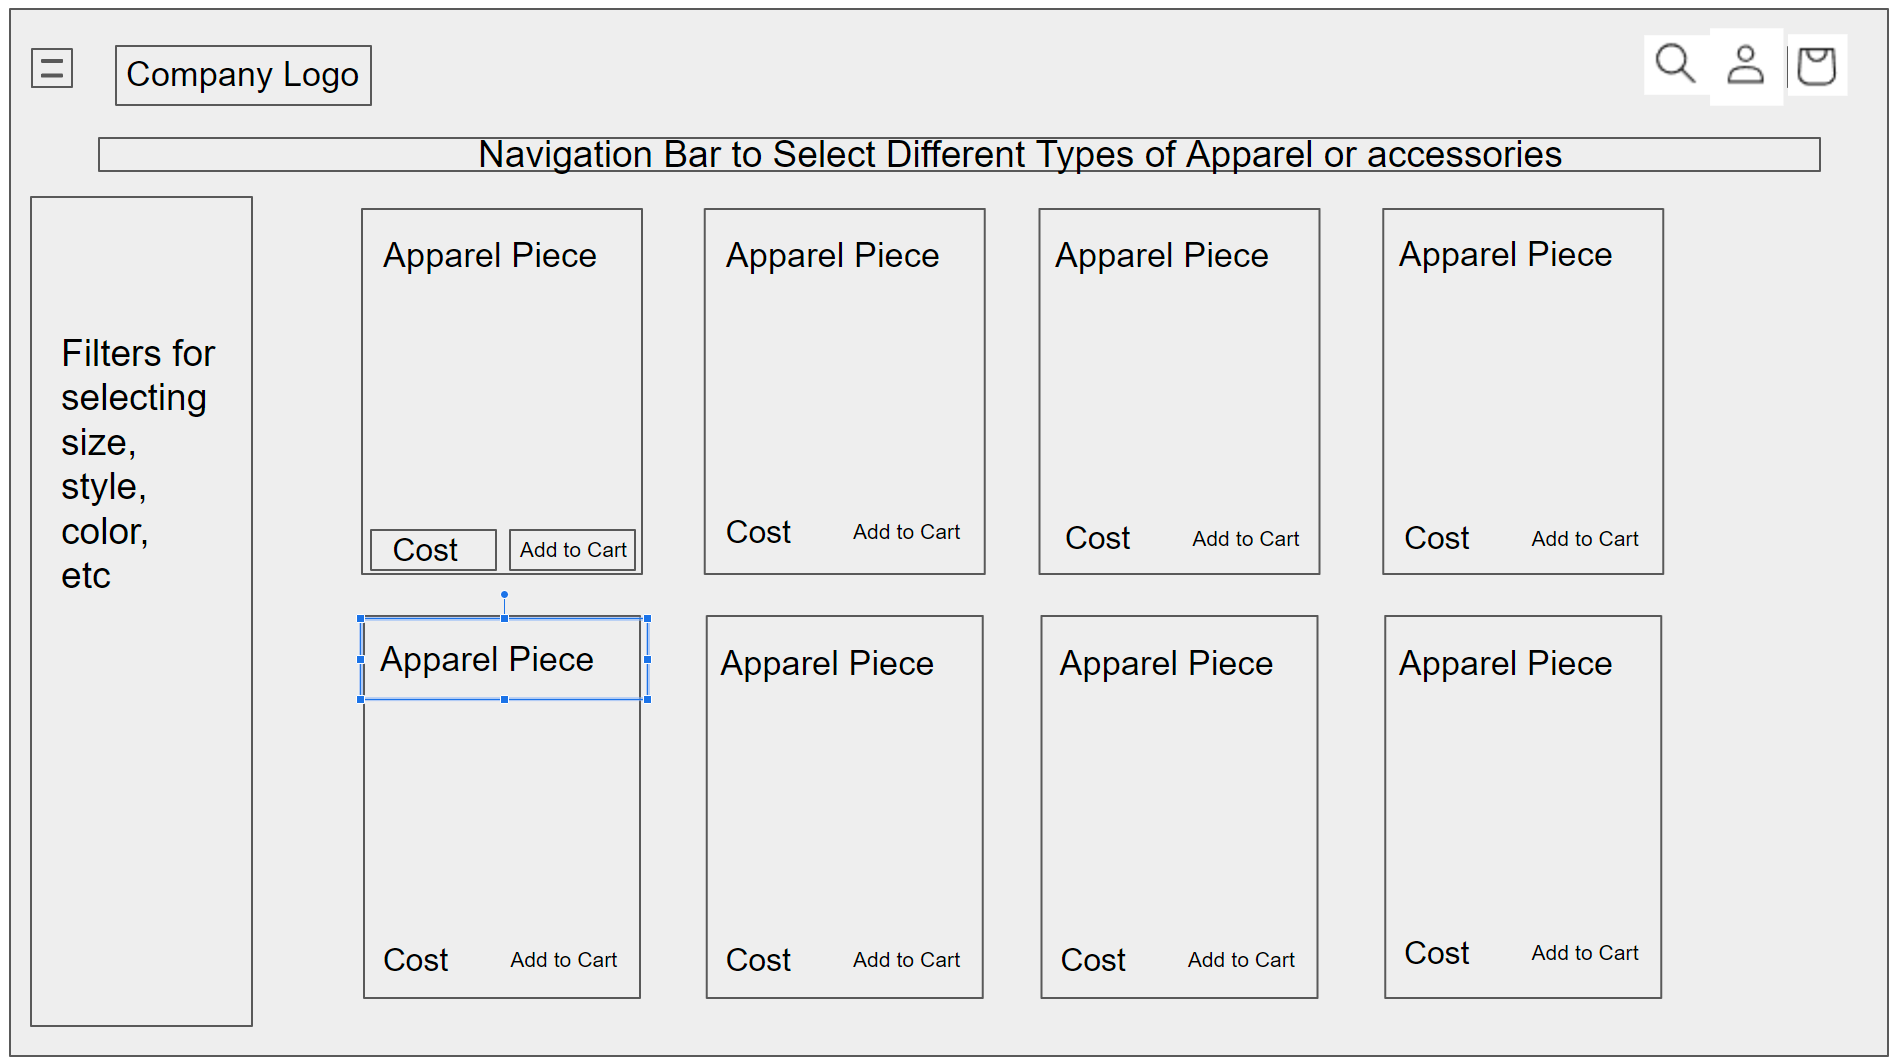 Company Logo
Navigation Bar to Select Different Types of Apparel or accessories
Filters for
selecting
size,
style,
color,
etc
Apparel Piece
Cost
Add to Cart
Apparel Piece
Cost
Add to Cart
Apparel Piece
Cost
Add to Cart
Apparel Piece
Cost
Add to Cart
Apparel Piece
Cost
Add to Cart
Apparel Piece
Cost
Add to Cart
Apparel Piece
Cost
Add to Cart
Apparel Piece
Cost
Add to Cart